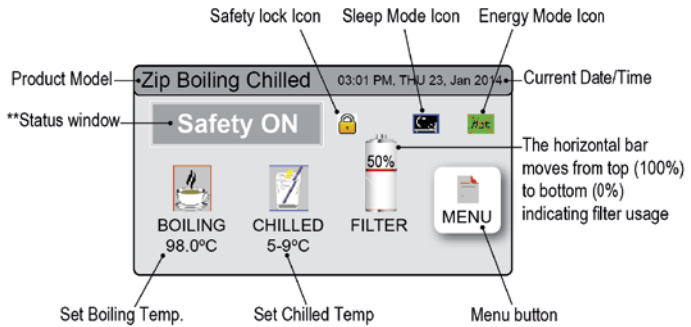 Safety lock Icon
Sleep Mode Icon
Energy Mode Icon
Product Model
Zip Boiling Chilled
03:01 PM, THU 23, Jan 2014
Current Date/Time
**Status window
Safety ON
50%
The horizontal bar
moves from top (100%)
to bottom (0%)
indicating filter usage
BOILING
98.0ºC
CHILLED
5-9ºC
FILTER
MENU
Set Boiling Temp.
Set Chilled Temp
Menu button